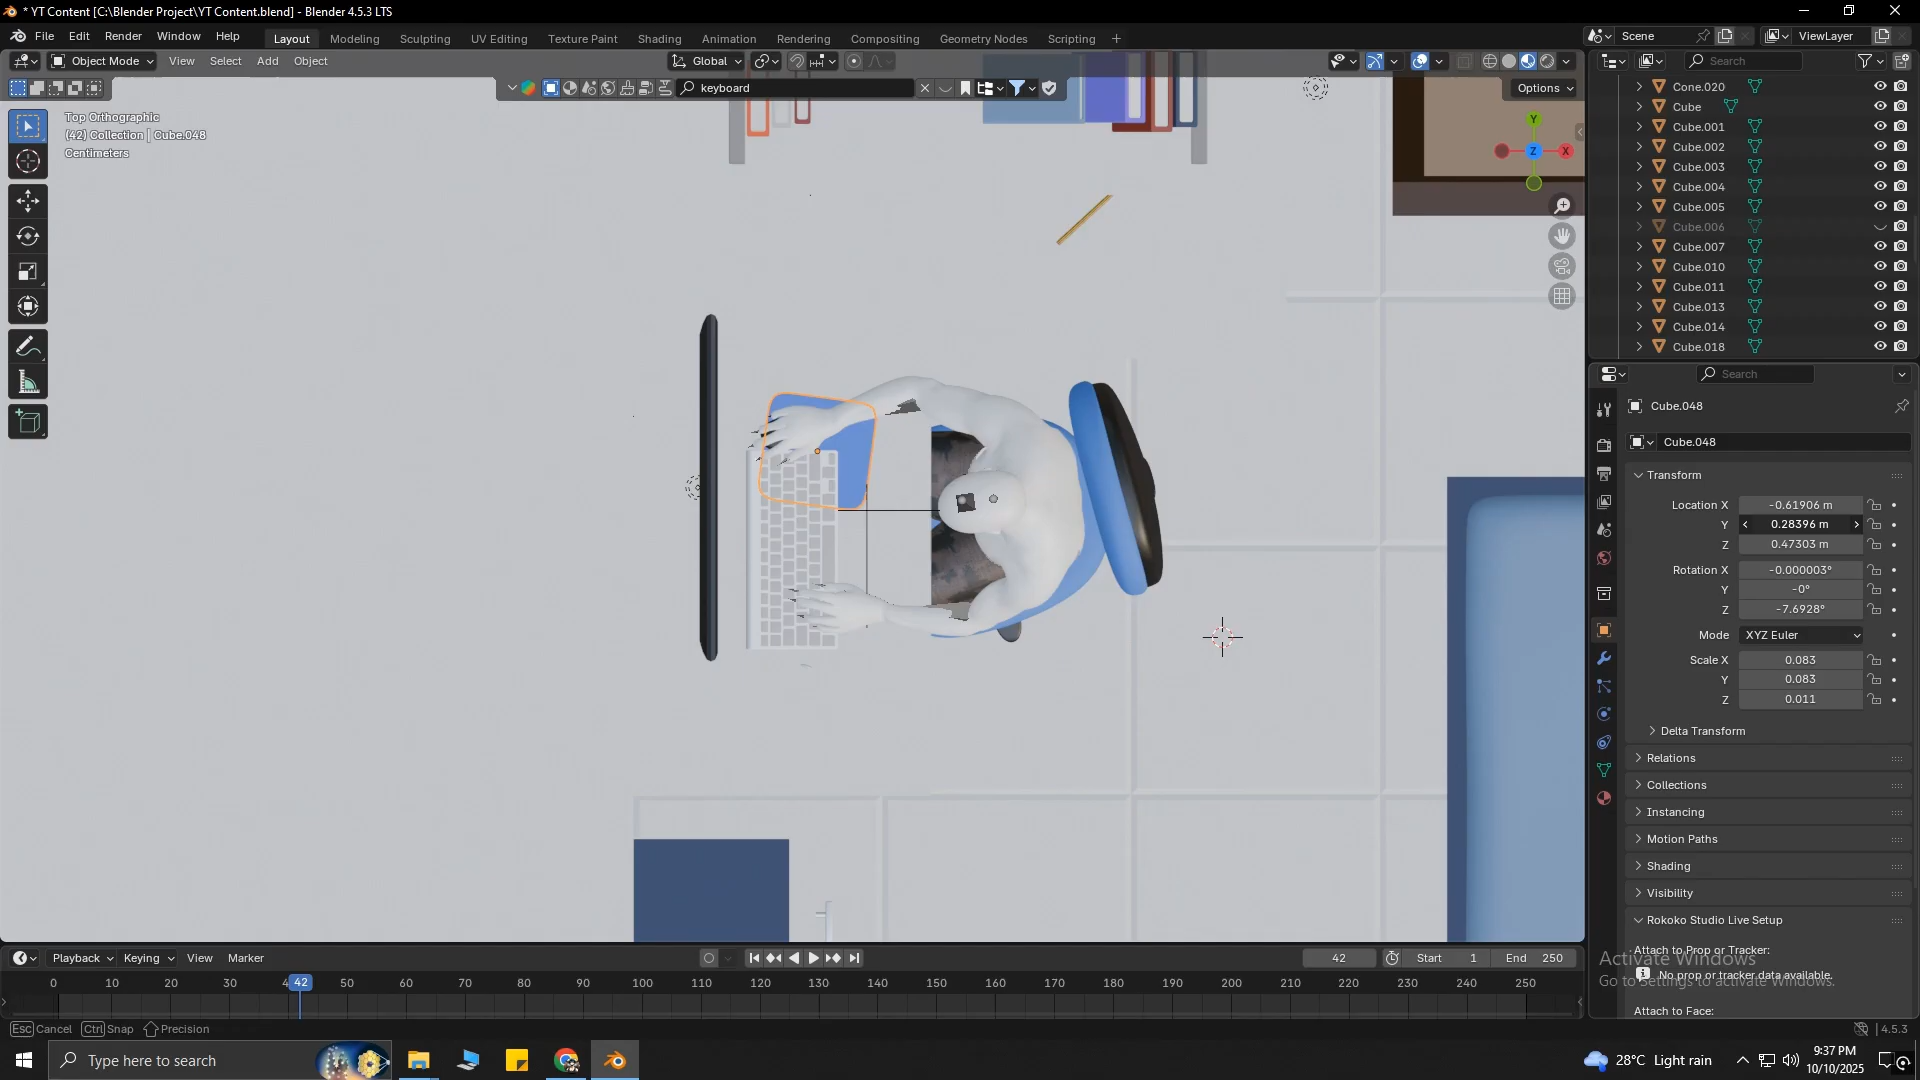 * YT Content [C:\Blender Project\YT Content.blend] - Blender 4.5.3 LTS
File Edit Render Window Help Layout Modeling Sculpting UV Editing Texture Paint Shading Animation Rendering Compositing Geometry Nodes Scripting + Scene ViewLayer
Object Mode View Select Add Object Global Search
keyboard Options
Top Orthographic
(42) Collection | Cube.048
Centimeters
Y
Z X
Cone.020
Cube
Cube.001
Cube.002
Cube.003
Cube.004
Cube.005
Cube.006
Cube.007
Cube.010
Cube.011
Cube.013
Cube.014
Cube.018
Search
Cube.048
Cube.048
Transform
Location X -0.61906 m
Y 0.28396 m
Z 0.47303 m
Rotation X -0.000003°
Y -0°
Z -7.6928°
Mode XYZ Euler
Scale X 0.083
Y 0.083
Z 0.011
Delta Transform
Relations
Collections
Instancing
Motion Paths
Shading
Visibility
Rokoko Studio Live Setup
Attach to Prop or Tracker:
No prop or tracker data available.
Attach to Face:
Activate Windows
Go to Settings to activate Windows.
Playback Keying View Marker 42 Start 1 End 250
0 10 20 30 4 42 50 60 70 80 90 100 110 120 130 140 150 160 170 180 190 200 210 220 230 240 250
Esc Cancel Ctrl Snap Precision 4.5.3
Type here to search 28°C Light rain 9:37 PM
10/10/2025